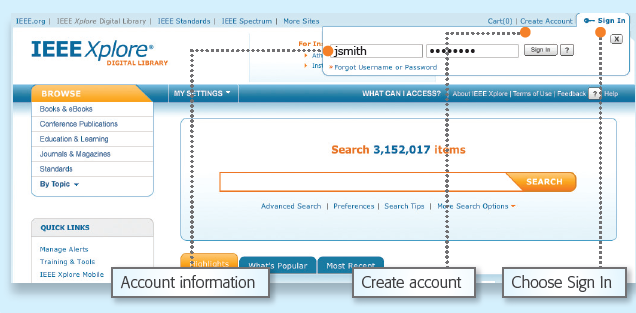 IEEE.org | IEEE Xplore Digital Library | IEEE Standards | IEEE Spectrum | More Sites
Cart(0) | Create Account
Sign In
IEEE Xplore®
DIGITAL LIBRARY
For In
jsmith
••••••••
Sign In
?
X
Ath
Inst
» Forgot Username or Password
BROWSE
MY SETTINGS
WHAT CAN I ACCESS?
About IEEE Xplore | Terms of Use | Feedback
? Help
Books & eBooks
Conference Publications
Education & Learning
Journals & Magazines
Standards
By Topic
Search 3,152,017 items
SEARCH
Advanced Search | Preferences | Search Tips | More Search Options
QUICK LINKS
Manage Alerts
Training & Tools
IEEE Xplore Mobile
Highlights
What's Popular
Most Recent
Account information
Create account
Choose Sign In